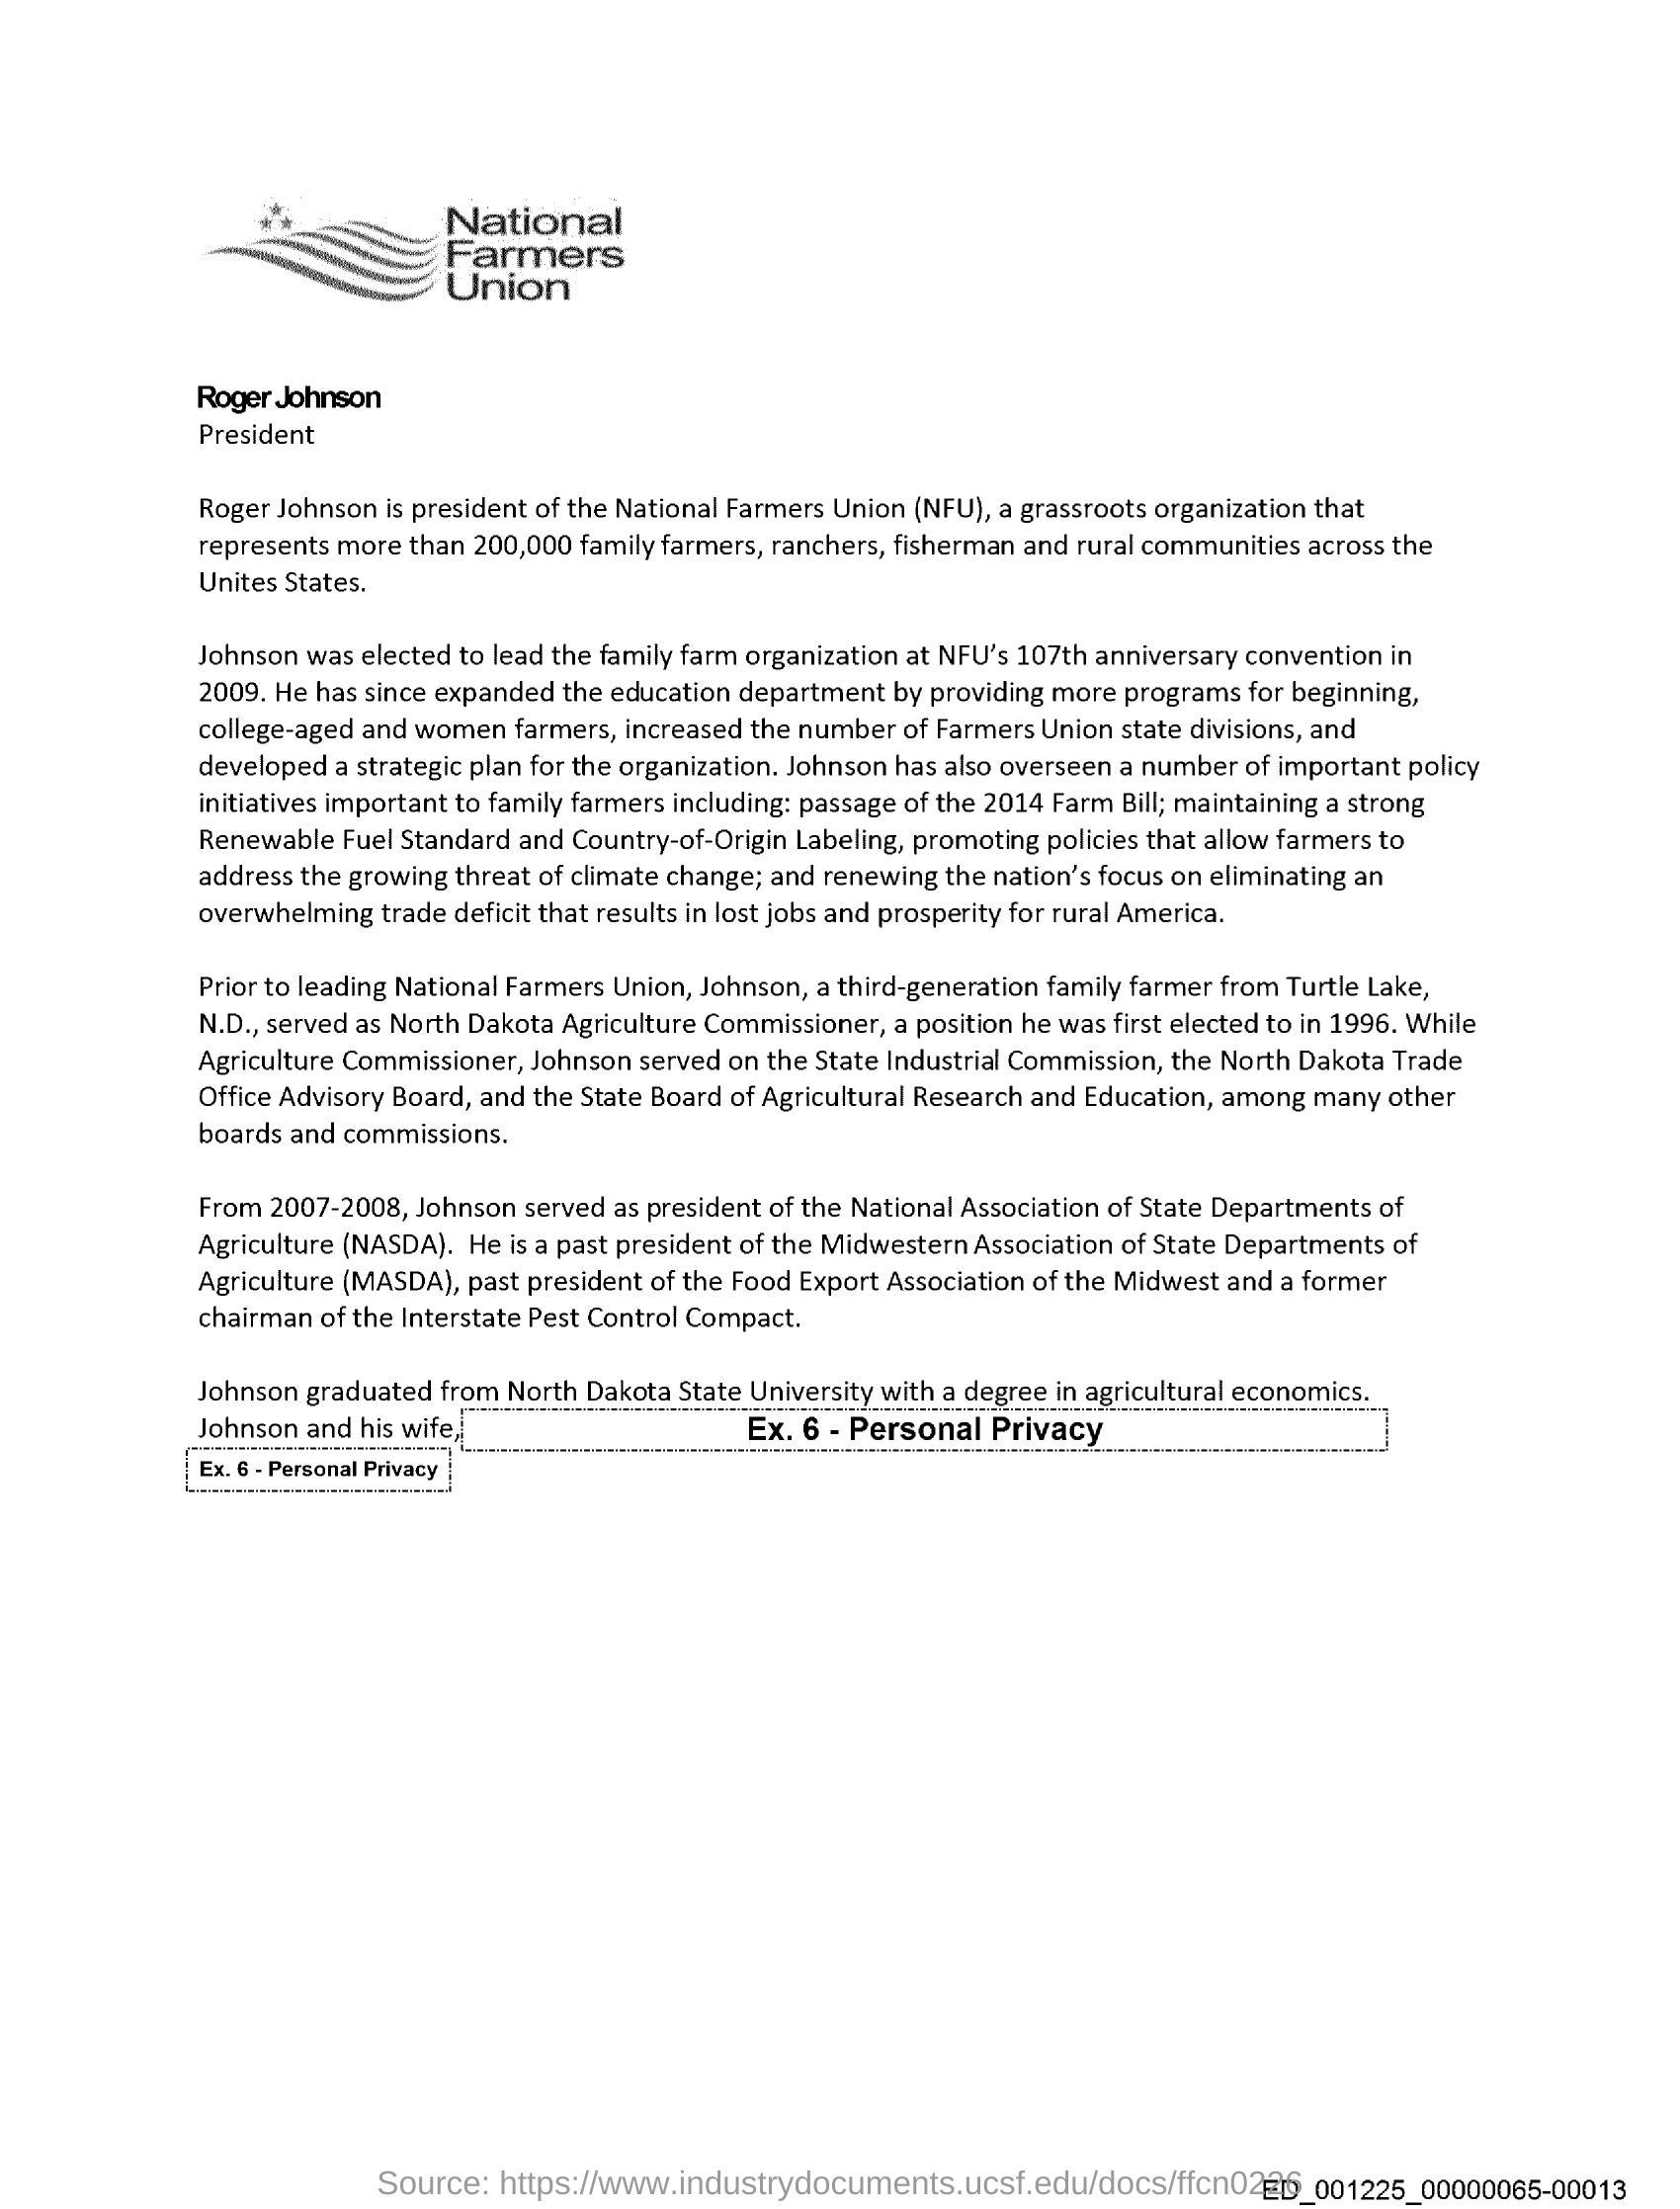 National
Farmers
Union
Roger Johnson
President
Roger Johnson is president of the National Farmers Union (NFU), a grassroots organization that
represents more than 200,000 family farmers, ranchers, fisherman and rural communities across the
Unites States.
Johnson was elected to lead the family farm organization at NFU's 107th anniversary convention in
2009. He has since expanded the education department by providing more programs for beginning,
college-aged and women farmers, increased the number of Farmers Union state divisions, and
developed a strategic plan for the organization. Johnson has also overseen a number of important policy
initiatives important to family farmers including: passage of the 2014 Farm Bill; maintaining a strong
Renewable Fuel Standard and Country-of-Origin Labeling, promoting policies that allow farmers to
address the growing threat of climate change; and renewing the nation's focus on eliminating an
overwhelming trade deficit that results in lost jobs and prosperity for rural America.
Prior to leading National Farmers Union, Johnson, a third-generation family farmer from Turtle Lake,
N.D., served as North Dakota Agriculture Commissioner, a position he was first elected to in 1996. While
Agriculture Commissioner, Johnson served on the State Industrial Commission, the North Dakota Trade
Office Advisory Board, and the State Board of Agricultural Research and Education, among many other
boards and commissions.
From 2007-2008, Johnson served as president of the National Association of State Departments of
Agriculture (NASDA). He is a past president of the Midwestern Association of State Departments of
Agriculture (MASDA), past president of the Food Export Association of the Midwest and a former
chairman of the Interstate Pest Control Compact.
Johnson graduated from North Dakota State University with a degree in agricultural economics.
Johnson and his wife, Ex. 6 - Personal Privacy
Ex. 6 - Personal Privacy
Source: https://www.industrydocuments.ucsf.edu/docs/ffcn0226
ED_001225_00000065-00013